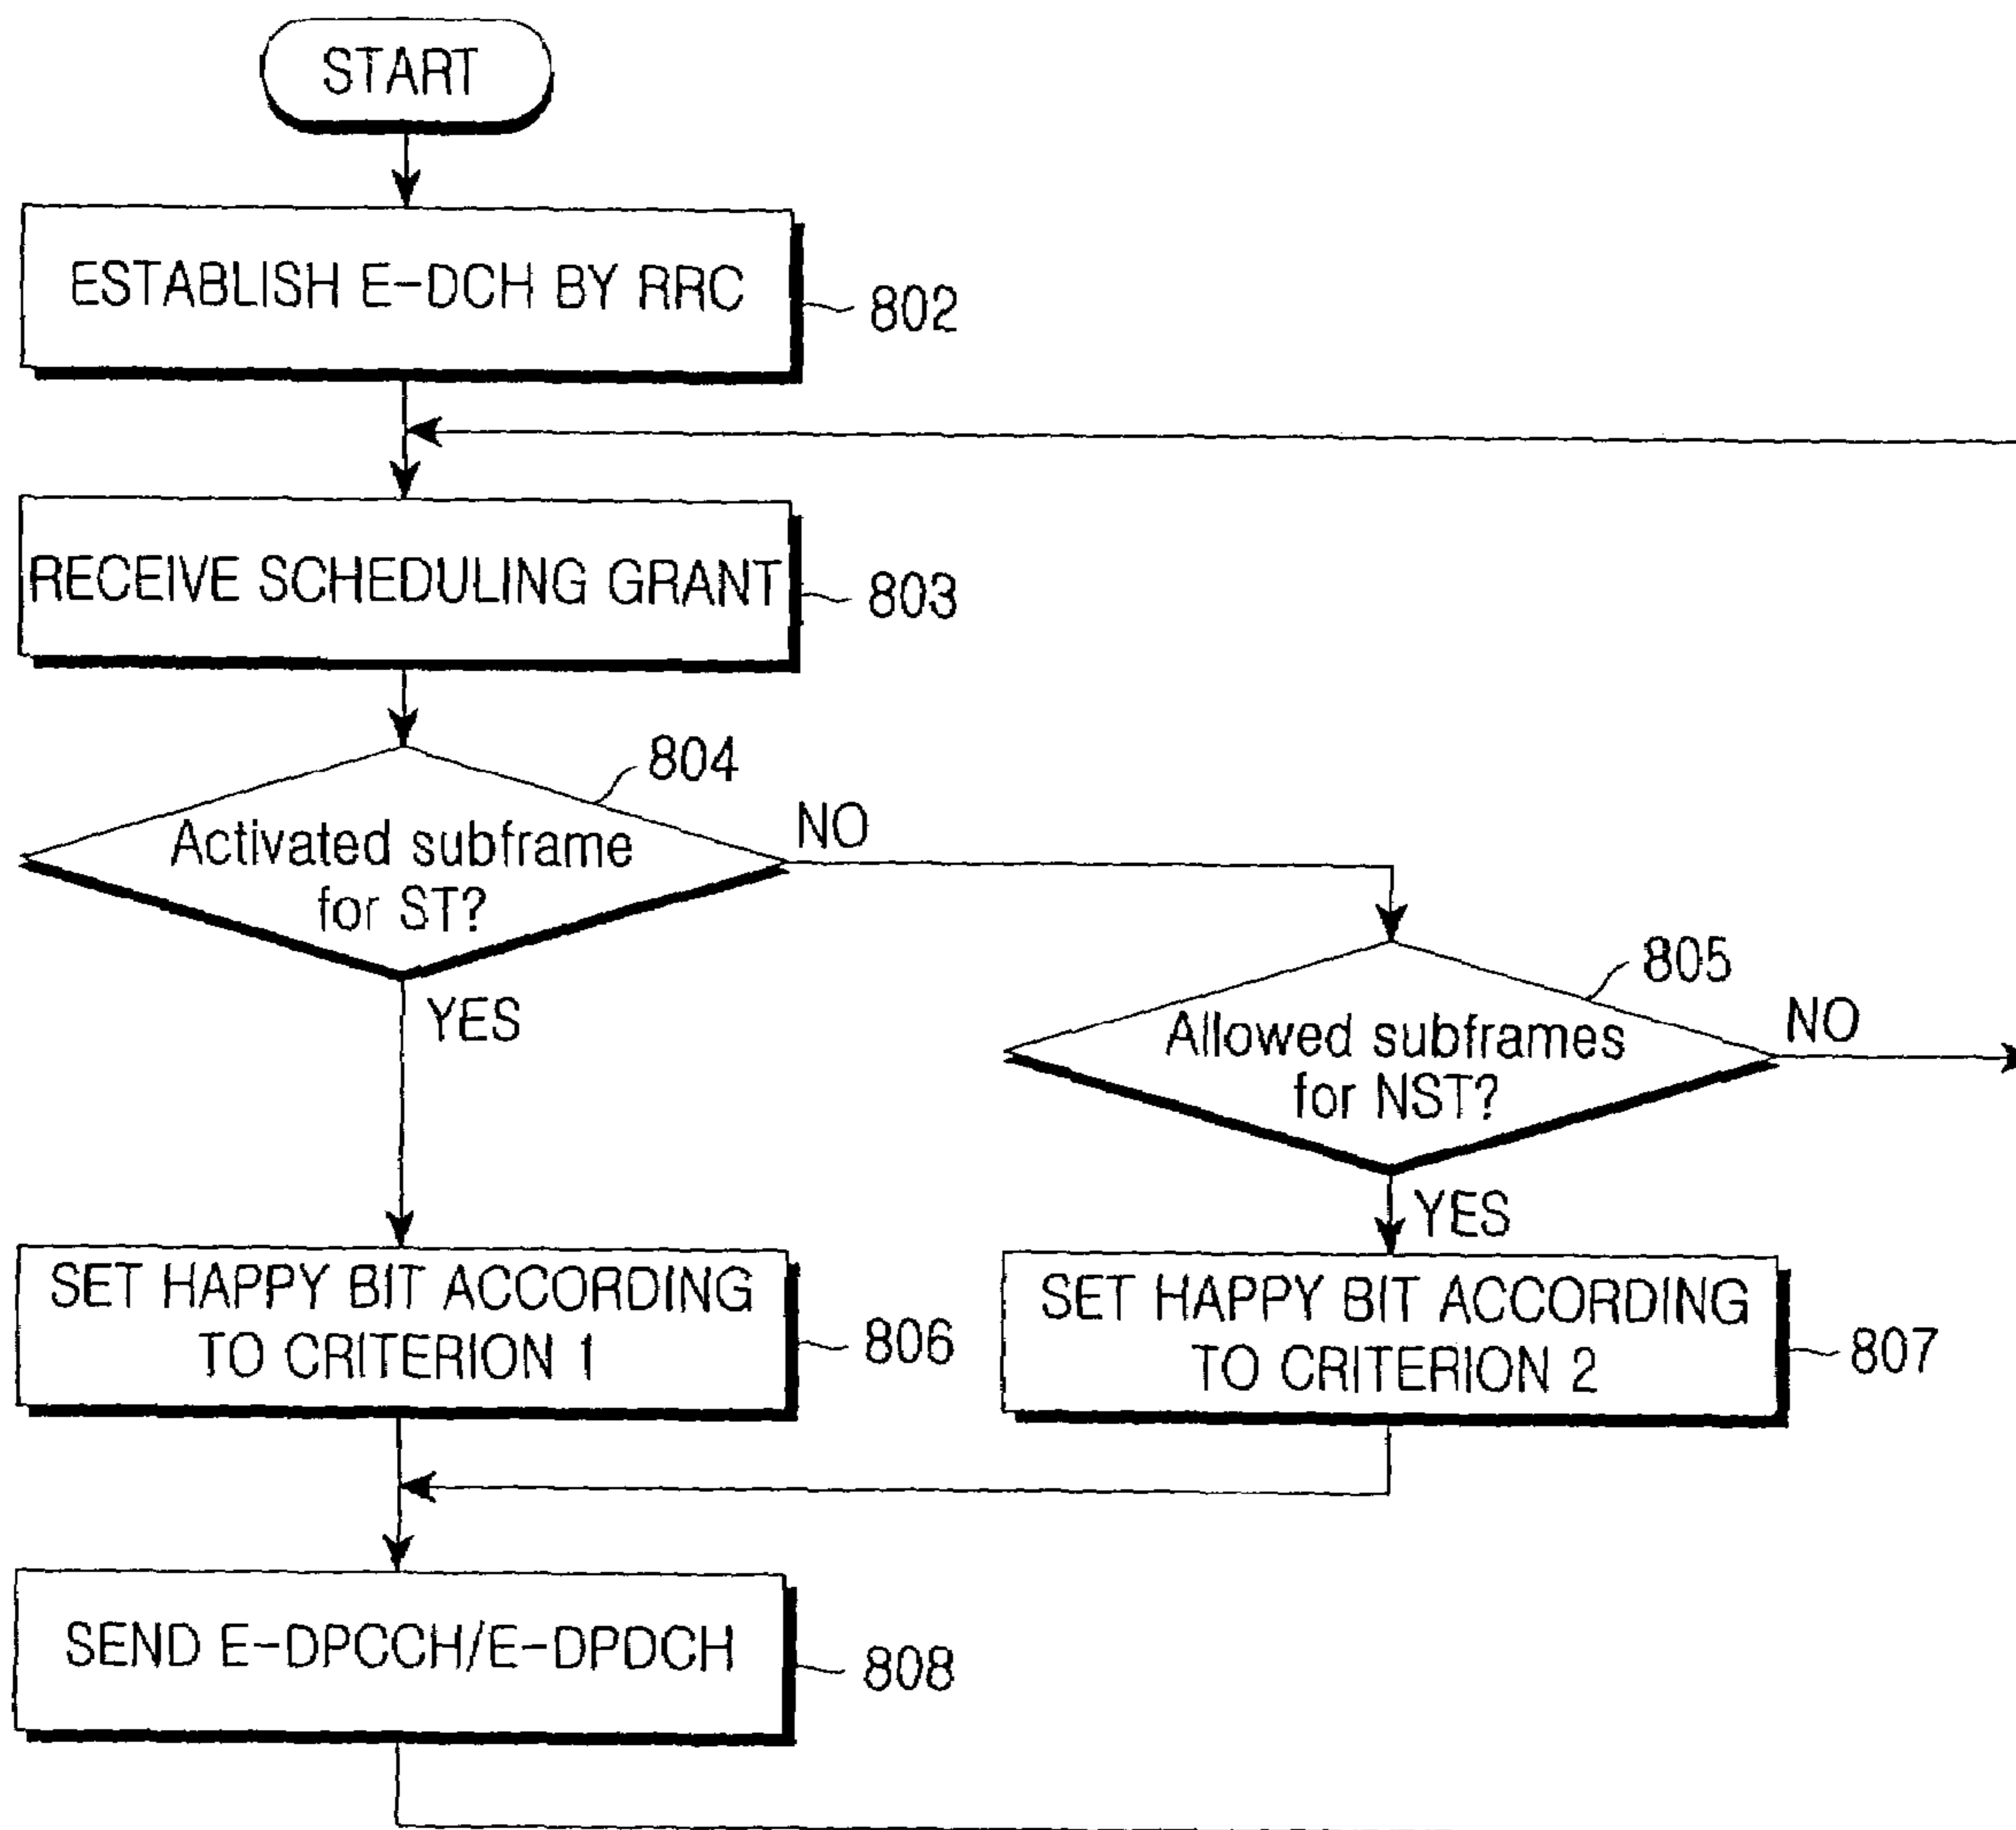 START
ESTABLISH E-DCH BY RRC
802
RECEIVE SCHEDULING GRANT
803
804
Activated subframe
for ST?
NO
YES
805
Allowed subframes
for NST?
NO
YES
SET HAPPY BIT ACCORDING
TO CRITERION 1
806
SET HAPPY BIT ACCORDING
TO CRITERION 2
807
SEND E-DPCCH/E-DPDCH
808